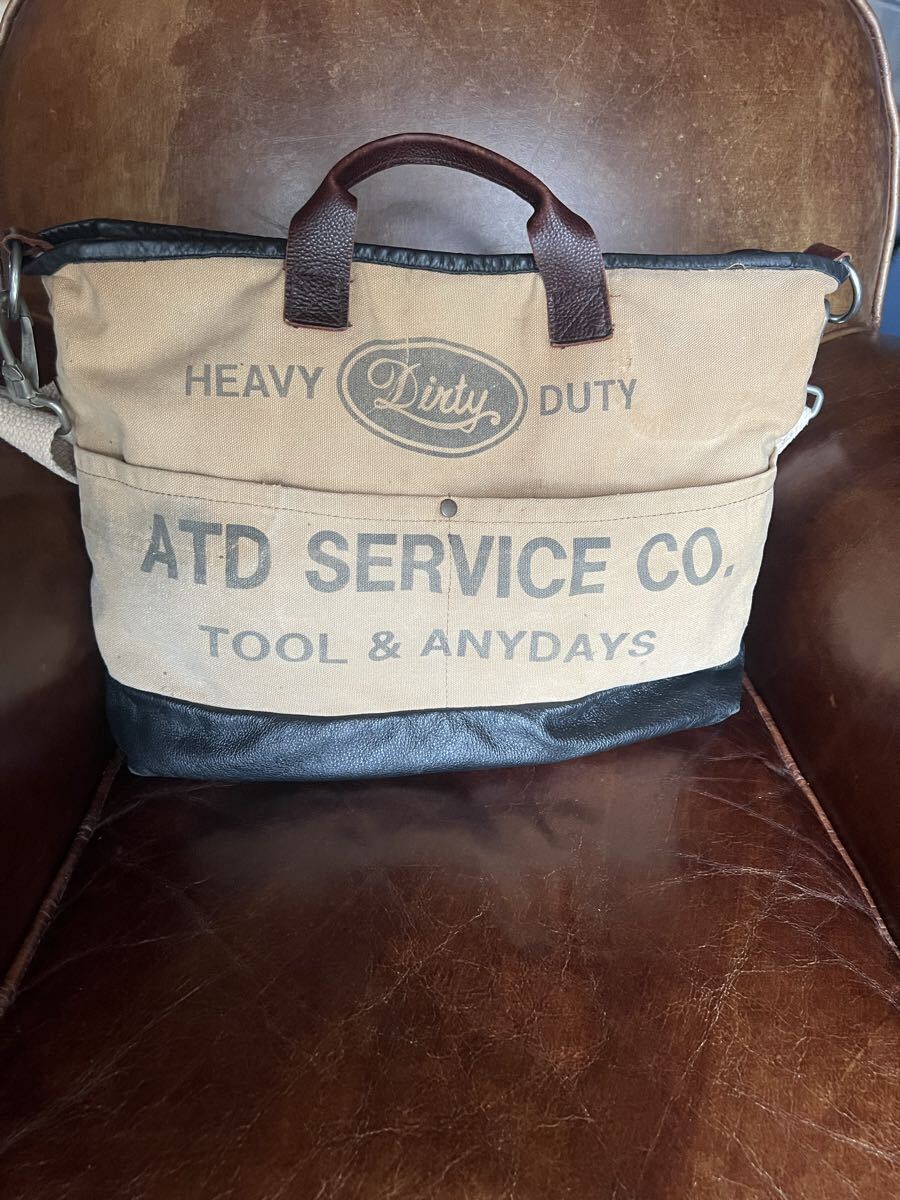 HEAVY Dirty DUTY
ATD SERVICE CO.
TOOL & ANYDAYS